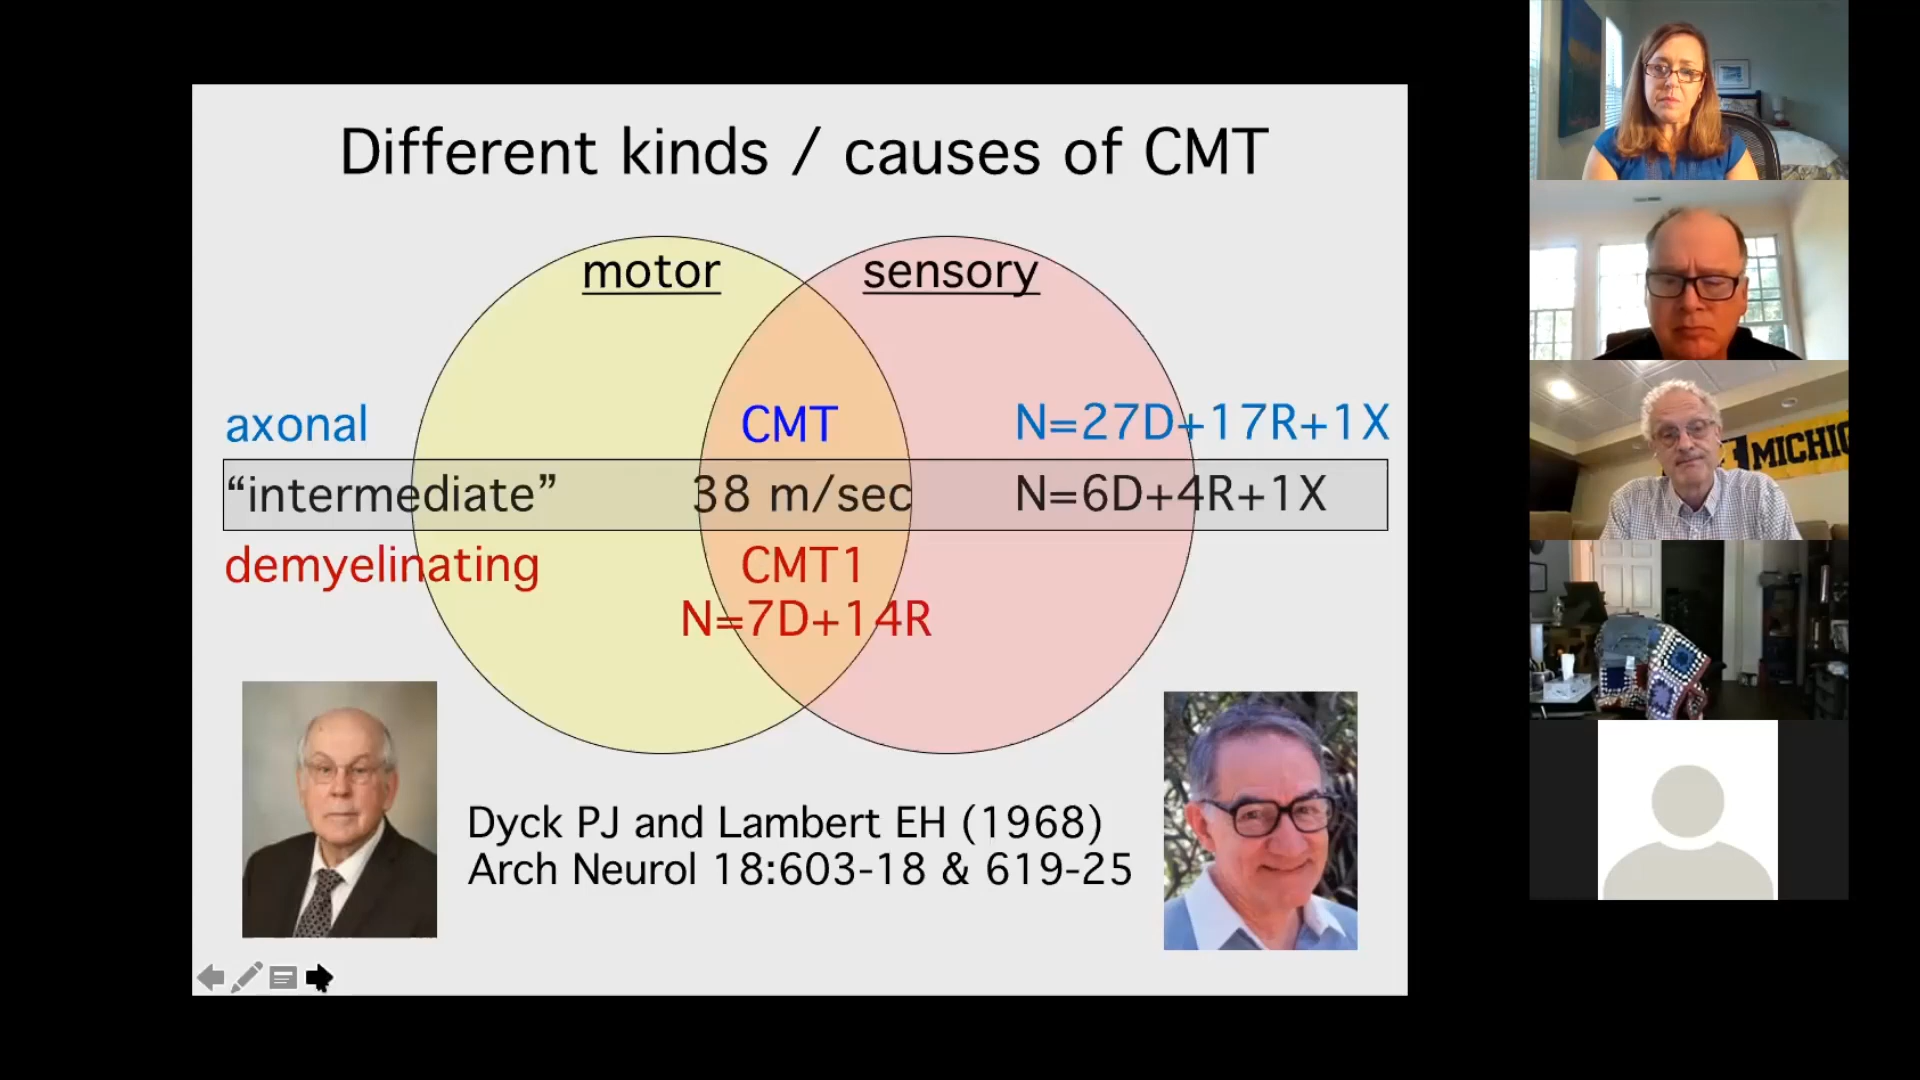 Different kinds / causes of CMT
motor sensory
axonal CMT N=27D+17R+1X
“intermediate” 38 m/sec N=6D+4R+1X
demyelinating CMT1
N=7D+14R
Dyck PJ and Lambert EH (1968)
Arch Neurol 18:603-18 & 619-25